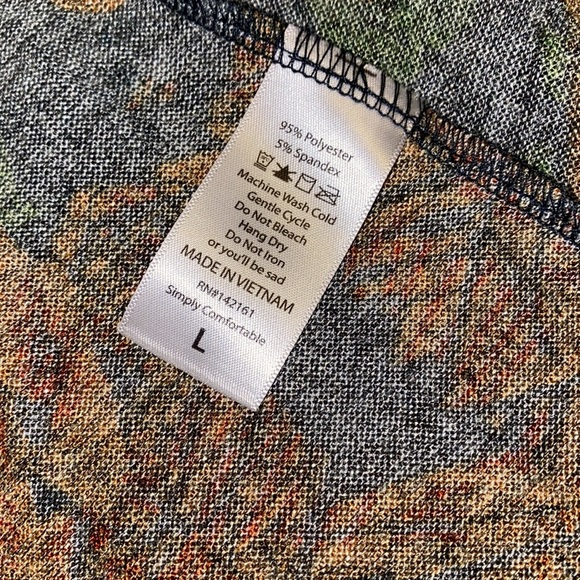 95% Polyester
5% Spandex
Machine Wash Cold
Gentle Cycle
Do Not Bleach
Hang Dry
Do Not Iron
or you'll be sad
MADE IN VIETNAM
RN#142161
Simply Comfortable
L